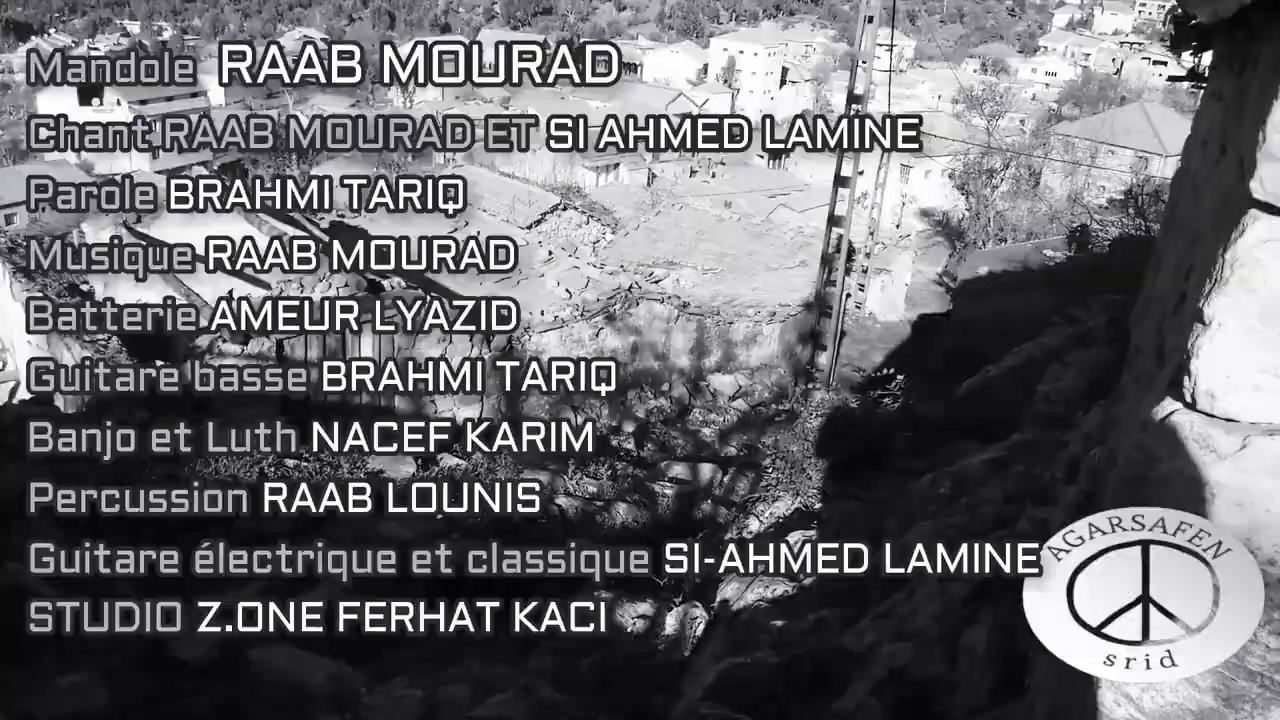 Mandole RAAB MOURAD
Chant RAAB MOURAD ET SI AHMED LAMINE
Parole BRAHMI TARIQ
Musique RAAB MOURAD
Batterie AMEUR LYAZID
Guitare basse BRAHMI TARIQ
Banjo et Luth NACEF KARIM
Percussion RAAB LOUNIS
Guitare électrique et classique SI-AHMED LAMINE
STUDIO Z.ONE FERHAT KACI
AGARSAFEN
srid